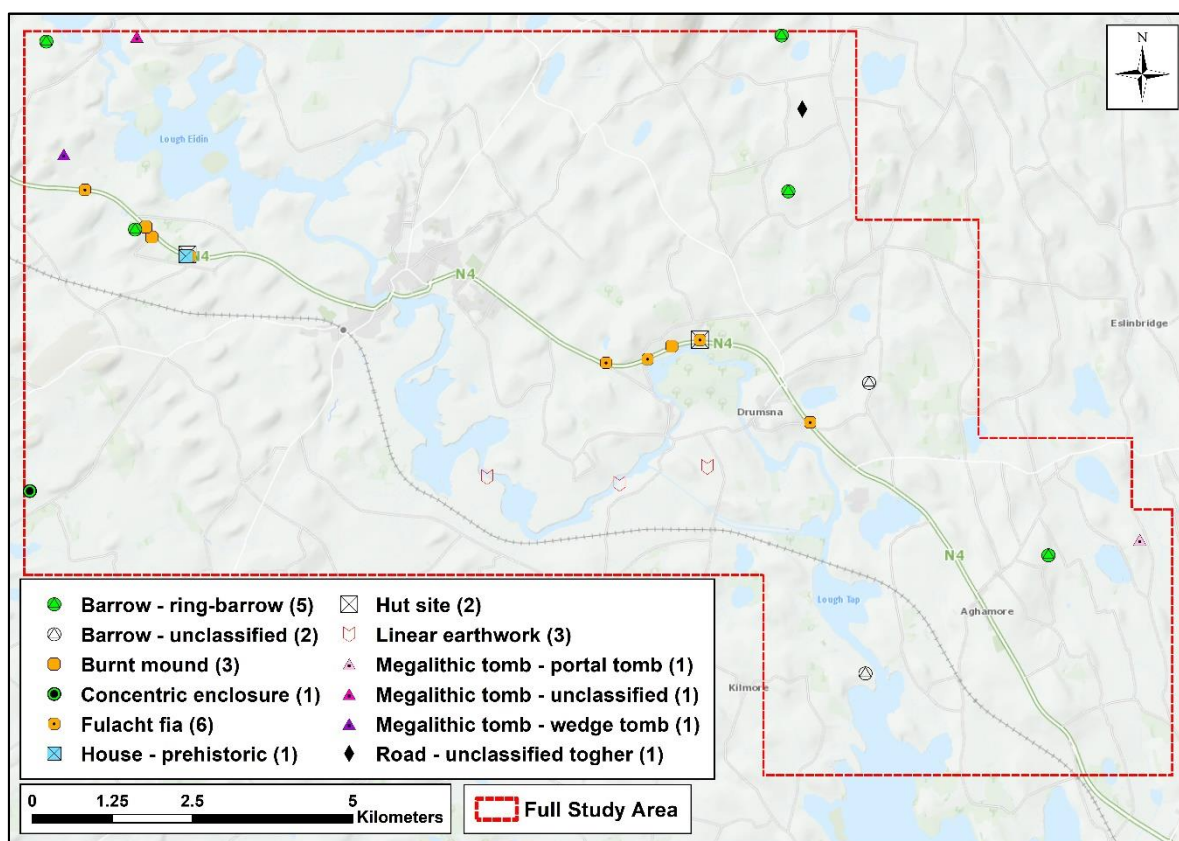 N
Lough Eidin
N4
N4
Eslinbridge
N4
Drumsna
N4
Lough Tap
Aghamore
Kilmore
Barrow - ring-barrow (5)
Barrow - unclassified (2)
Burnt mound (3)
Concentric enclosure (1)
Fulacht fia (6)
House - prehistoric (1)
Hut site (2)
Linear earthwork (3)
Megalithic tomb - portal tomb (1)
Megalithic tomb - unclassified (1)
Megalithic tomb - wedge tomb (1)
Road - unclassified togher (1)
0 1.25 2.5 5
Kilometers
Full Study Area